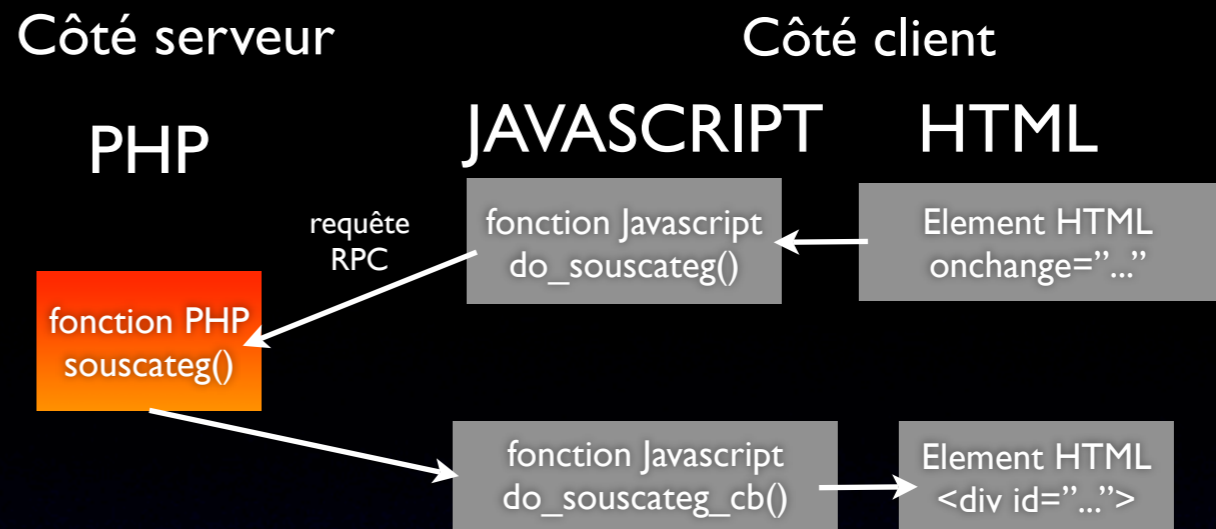 Côté serveur
Côté client
PHP
JAVASCRIPT
HTML
requête
RPC
fonction Javascript
do_souscateg()
Element HTML
onchange=”...”
fonction PHP
souscateg()
fonction Javascript
do_souscateg_cb()
Element HTML
<div id=”...”>